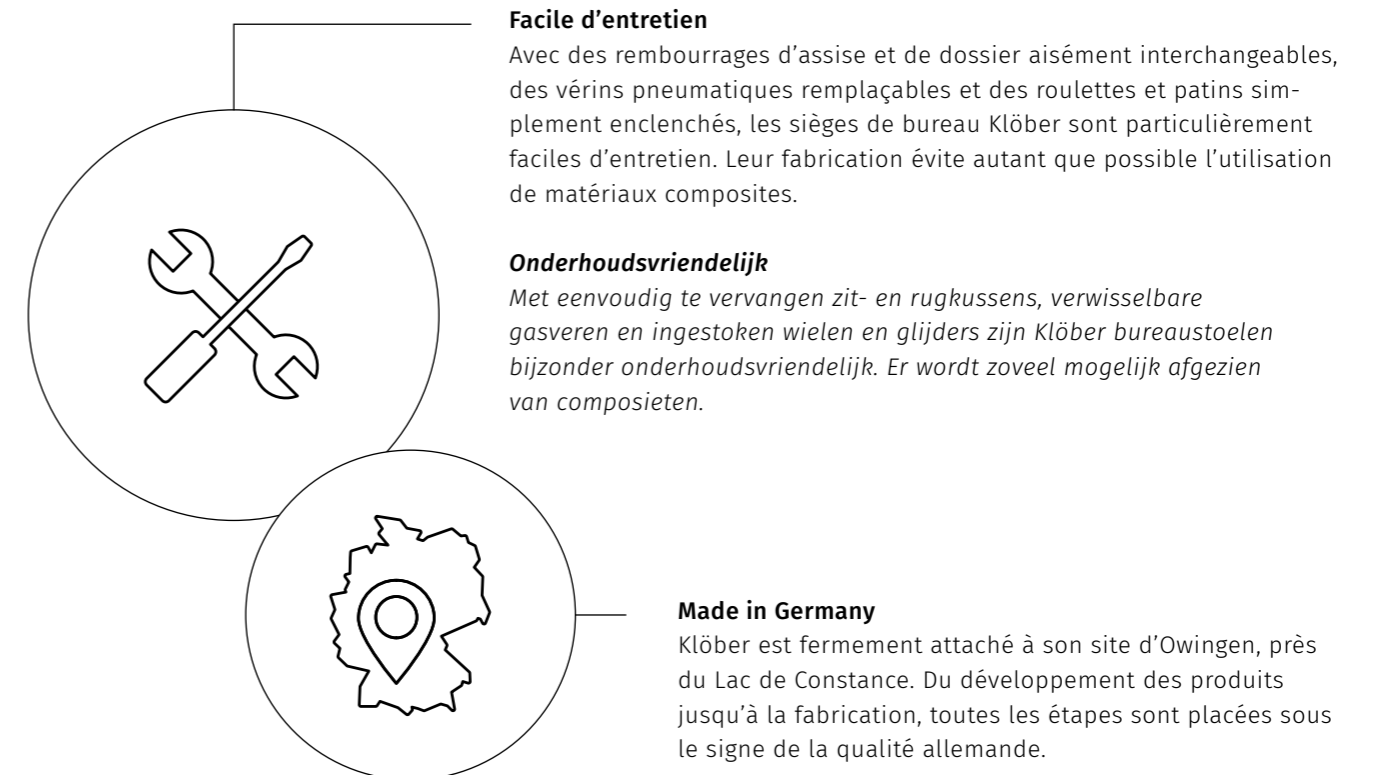 Facile d’entretien
Avec des rembourrages d’assise et de dossier aisément interchangeables,
des vérins pneumatiques remplaçables et des roulettes et patins sim-
plement enclenchés, les sièges de bureau Klöber sont particulièrement
faciles d’entretien. Leur fabrication évite autant que possible l’utilisation
de matériaux composites.
Onderhoudsvriendelijk
Met eenvoudig te vervangen zit- en rugkussens, verwisselbare
gasveren en ingestoken wielen en glijders zijn Klöber bureaustoelen
bijzonder onderhoudsvriendelijk. Er wordt zoveel mogelijk afgezien
van composieten.
Made in Germany
Klöber est fermement attaché à son site d’Owingen, près
du Lac de Constance. Du développement des produits
jusqu’à la fabrication, toutes les étapes sont placées sous
le signe de la qualité allemande.